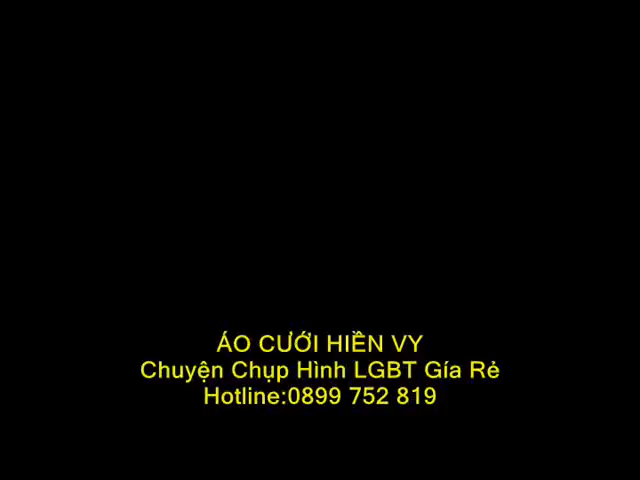 ÁO CƯỚI HIỀN VY
Chuyện Chụp Hình LGBT Gía Rẻ
Hotline:0899 752 819